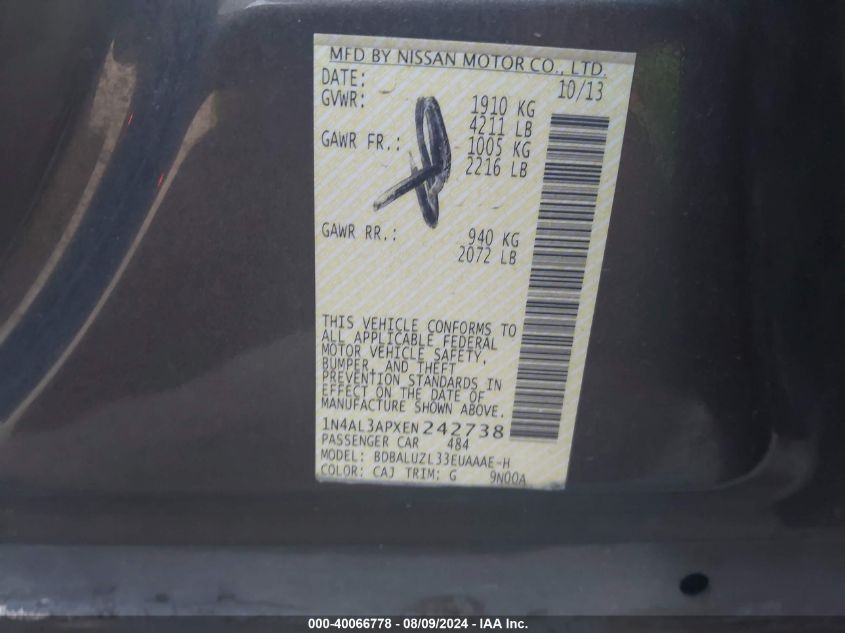 MFD BY NISSAN MOTOR CO., LTD.
DATE: 10/13
GVWR: 1910 KG
4211 LB
GAWR FR.: 1005 KG
2216 LB
GAWR RR.: 940 KG
2072 LB
THIS VEHICLE CONFORMS TO
ALL APPLICABLE FEDERAL
MOTOR VEHICLE SAFETY,
BUMPER, AND THEFT
PREVENTION STANDARDS IN
EFFECT ON THE DATE OF
MANUFACTURE SHOWN ABOVE.
1N4AL3APXEN242738
PASSENGER CAR 484
MODEL: BDBALUZL33EUAAAE-H
COLOR: CAJ TRIM: G 9N00A
000-40066778 - 08/09/2024 - IAA Inc.